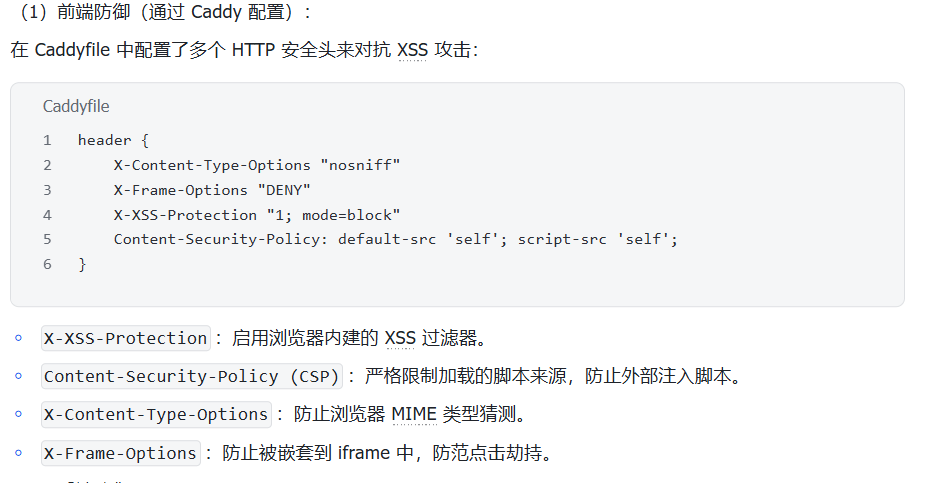 （1）前端防御（通过 Caddy 配置）：
在 Caddyfile 中配置了多个 HTTP 安全头来对抗 XSS 攻击：
Caddyfile
1 header {
2     X-Content-Type-Options "nosniff"
3     X-Frame-Options "DENY"
4     X-XSS-Protection "1; mode=block"
5     Content-Security-Policy: default-src 'self'; script-src 'self';
6 }
X-XSS-Protection：启用浏览器内建的 XSS 过滤器。
Content-Security-Policy (CSP)：严格限制加载的脚本来源，防止外部注入脚本。
X-Content-Type-Options：防止浏览器 MIME 类型猜测。
X-Frame-Options：防止被嵌套到 iframe 中，防范点击劫持。